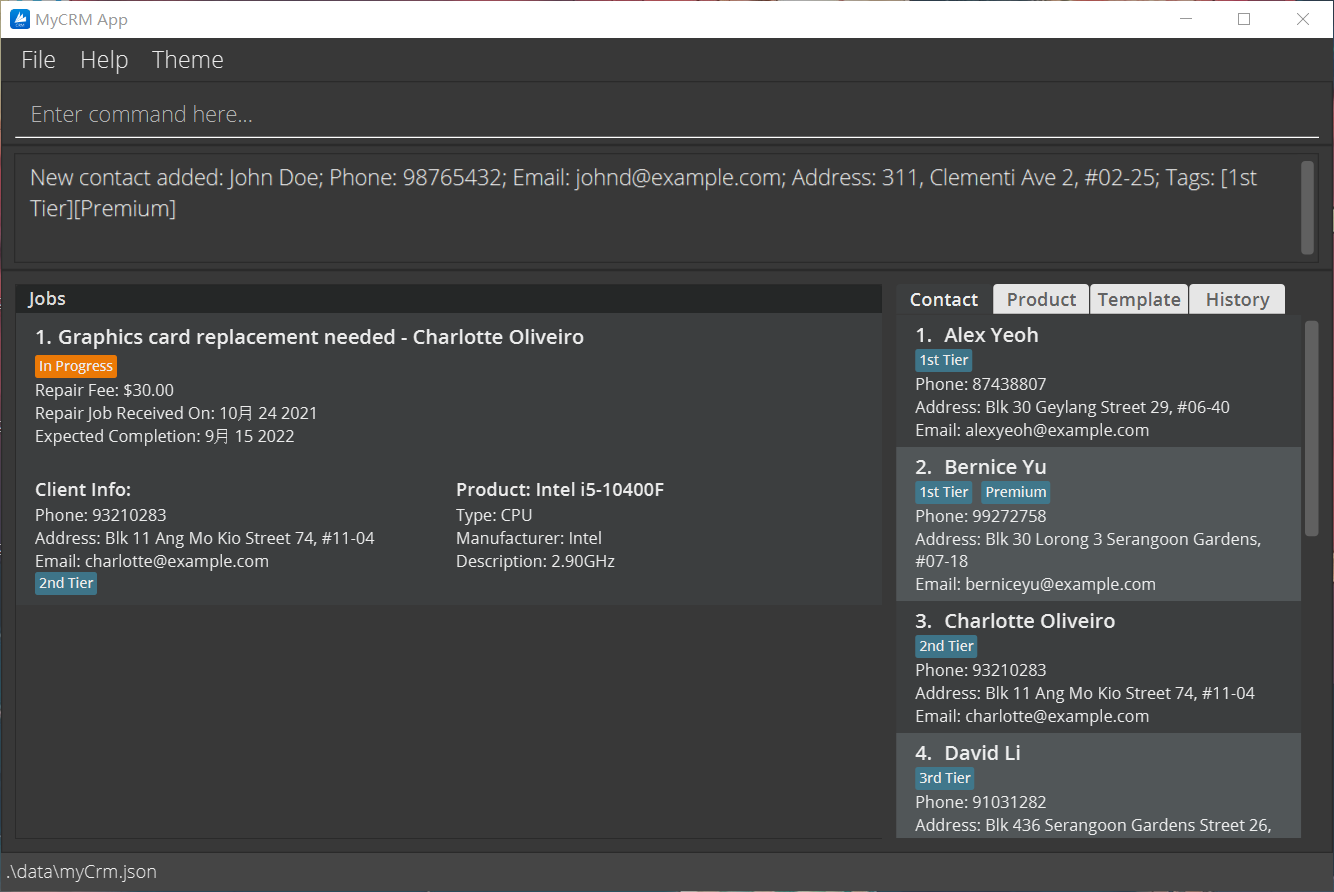 MyCRM App
File Help Theme
Enter command here...
New contact added: John Doe; Phone: 98765432; Email: johnd@example.com; Address: 311, Clementi Ave 2, #02-25; Tags: [1st
Tier][Premium]
Jobs
1. Graphics card replacement needed - Charlotte Oliveiro
In Progress
Repair Fee: $30.00
Repair Job Received On: 10月 24 2021
Expected Completion: 9月 15 2022
Client Info:
Phone: 93210283
Address: Blk 11 Ang Mo Kio Street 74, #11-04
Email: charlotte@example.com
2nd Tier
Product: Intel i5-10400F
Type: CPU
Manufacturer: Intel
Description: 2.90GHz
Contact Product Template History
1. Alex Yeoh
1st Tier
Phone: 87438807
Address: Blk 30 Geylang Street 29, #06-40
Email: alexyeoh@example.com
2. Bernice Yu
1st Tier Premium
Phone: 99272758
Address: Blk 30 Lorong 3 Serangoon Gardens,
#07-18
Email: berniceyu@example.com
3. Charlotte Oliveiro
2nd Tier
Phone: 93210283
Address: Blk 11 Ang Mo Kio Street 74, #11-04
Email: charlotte@example.com
4. David Li
3rd Tier
Phone: 91031282
Address: Blk 436 Serangoon Gardens Street 26,
.\data\myCrm.json